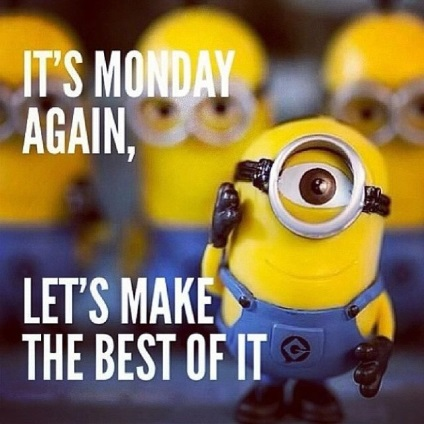 IT'S MONDAY
AGAIN,
LET'S MAKE
THE BEST OF IT